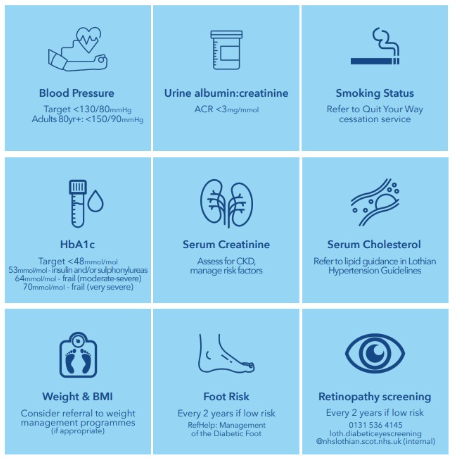 Blood Pressure
Target <130/80mmHg
Adults 80yr+: <150/90mmHg
Urine albumin:creatinine
ACR <3mg/mmol
Smoking Status
Refer to Quit Your Way
cessation service
HbA1c
Target <48mmol/mol
53mmol/mol - insulin and/or sulphonylureas
64mmol/mol - frail (moderate-severe)
70mmol/mol - frail (very severe)
Serum Creatinine
Assess for CKD,
manage risk factors
Serum Cholesterol
Refer to lipid guidance in Lothian
Hypertension Guidelines
Weight & BMI
Consider referral to weight
management programmes
(if appropriate)
Foot Risk
Every 2 years if low risk
RefHelp: Management
of the Diabetic Foot
Retinopathy screening
Every 2 years if low risk
0131 536 4145
loth.diabeticeyescreening
@nhslothian.scot.nhs.uk (internal)